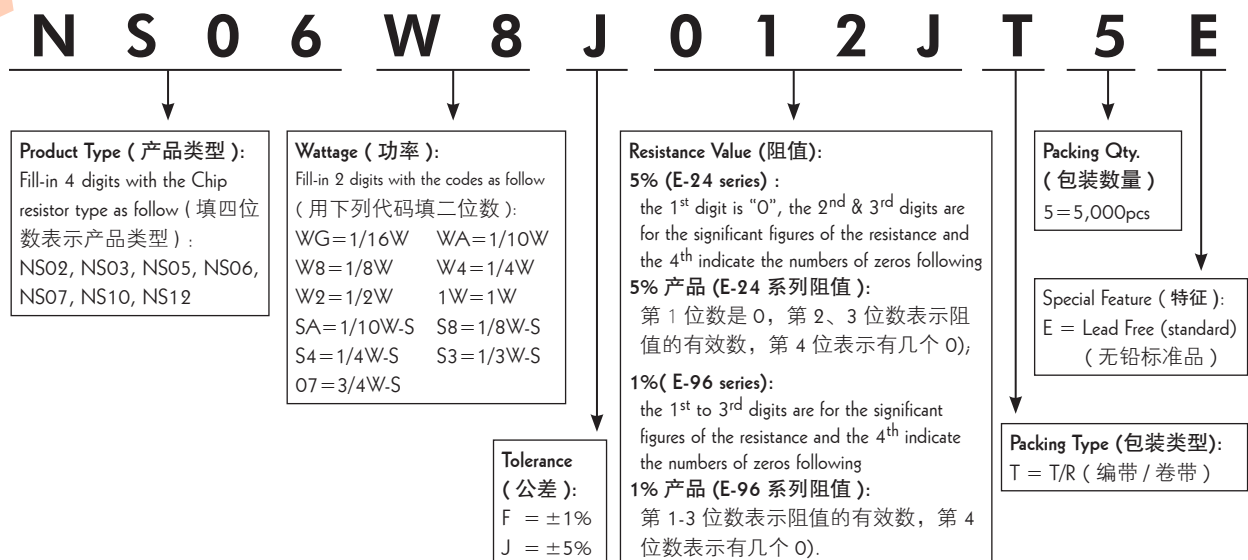 NS06 W8 J 012J T 5 E
Product Type ( 产品类型 ):
Fill-in 4 digits with the Chip
resistor type as follow ( 填四位
数表示产品类型 ) :
NS02, NS03, NS05, NS06,
NS07, NS10, NS12
Wattage ( 功率 ):
Fill-in 2 digits with the codes as follow
( 用下列代码填二位数 ):
WG=1/16W WA=1/10W
W8=1/8W W4=1/4W
W2=1/2W 1W=1W
SA=1/10W-S S8=1/8W-S
S4=1/4W-S S3=1/3W-S
07=3/4W-S
Tolerance
( 公差 ):
F = ±1%
J = ±5%
Resistance Value (阻值):
5% (E-24 series) :
the 1st digit is “0”, the 2nd & 3rd digits are
for the significant figures of the resistance and
the 4th indicate the numbers of zeros following
5% 产品 (E-24 系列阻值 ):
第 1 位数是 0，第 2、3 位数表示阻
值的有效数，第 4 位表示有几个 0);
1%( E-96 series):
the 1st to 3rd digits are for the significant
figures of the resistance and the 4th indicate
the numbers of zeros following
1% 产品 (E-96 系列阻值 ):
第 1-3 位数表示阻值的有效数，第 4
位数表示有几个 0).
Packing Qty.
( 包装数量 )
5=5,000pcs
Special Feature ( 特征 ):
E = Lead Free (standard)
( 无铅标准品 )
Packing Type (包装类型):
T = T/R ( 编带 / 卷带 )